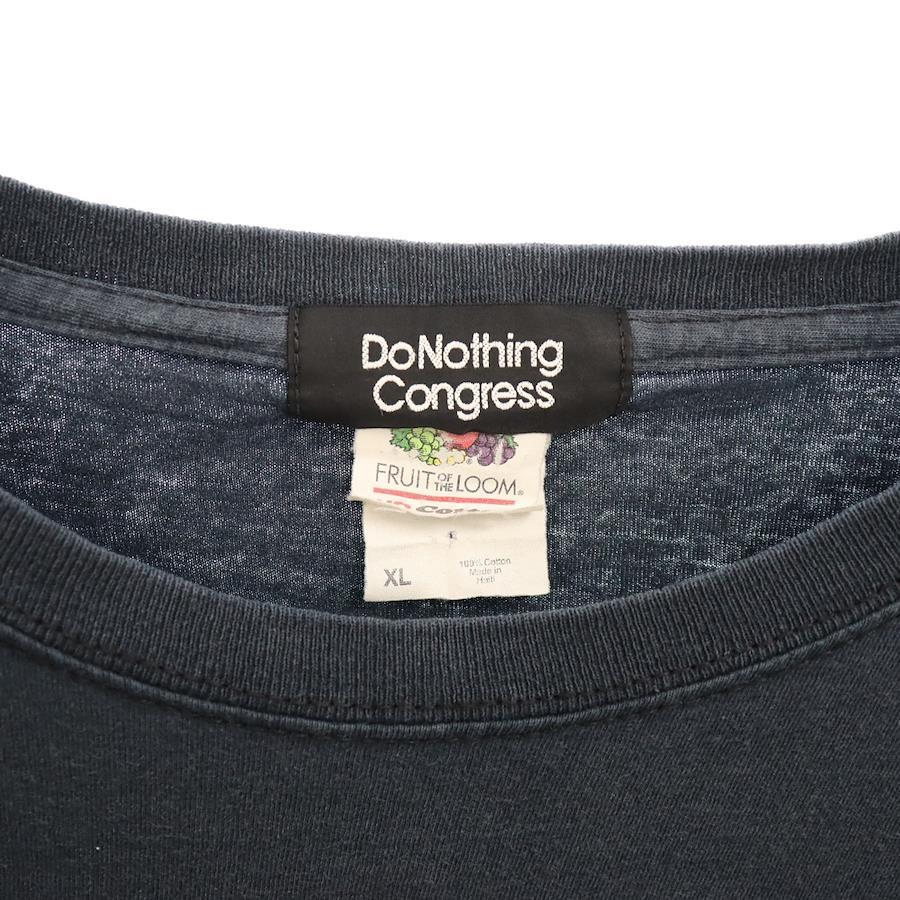 DoNothing
Congress
FRUIT OF THE LOOM®
XL
100% Cotton
Made in
Haiti